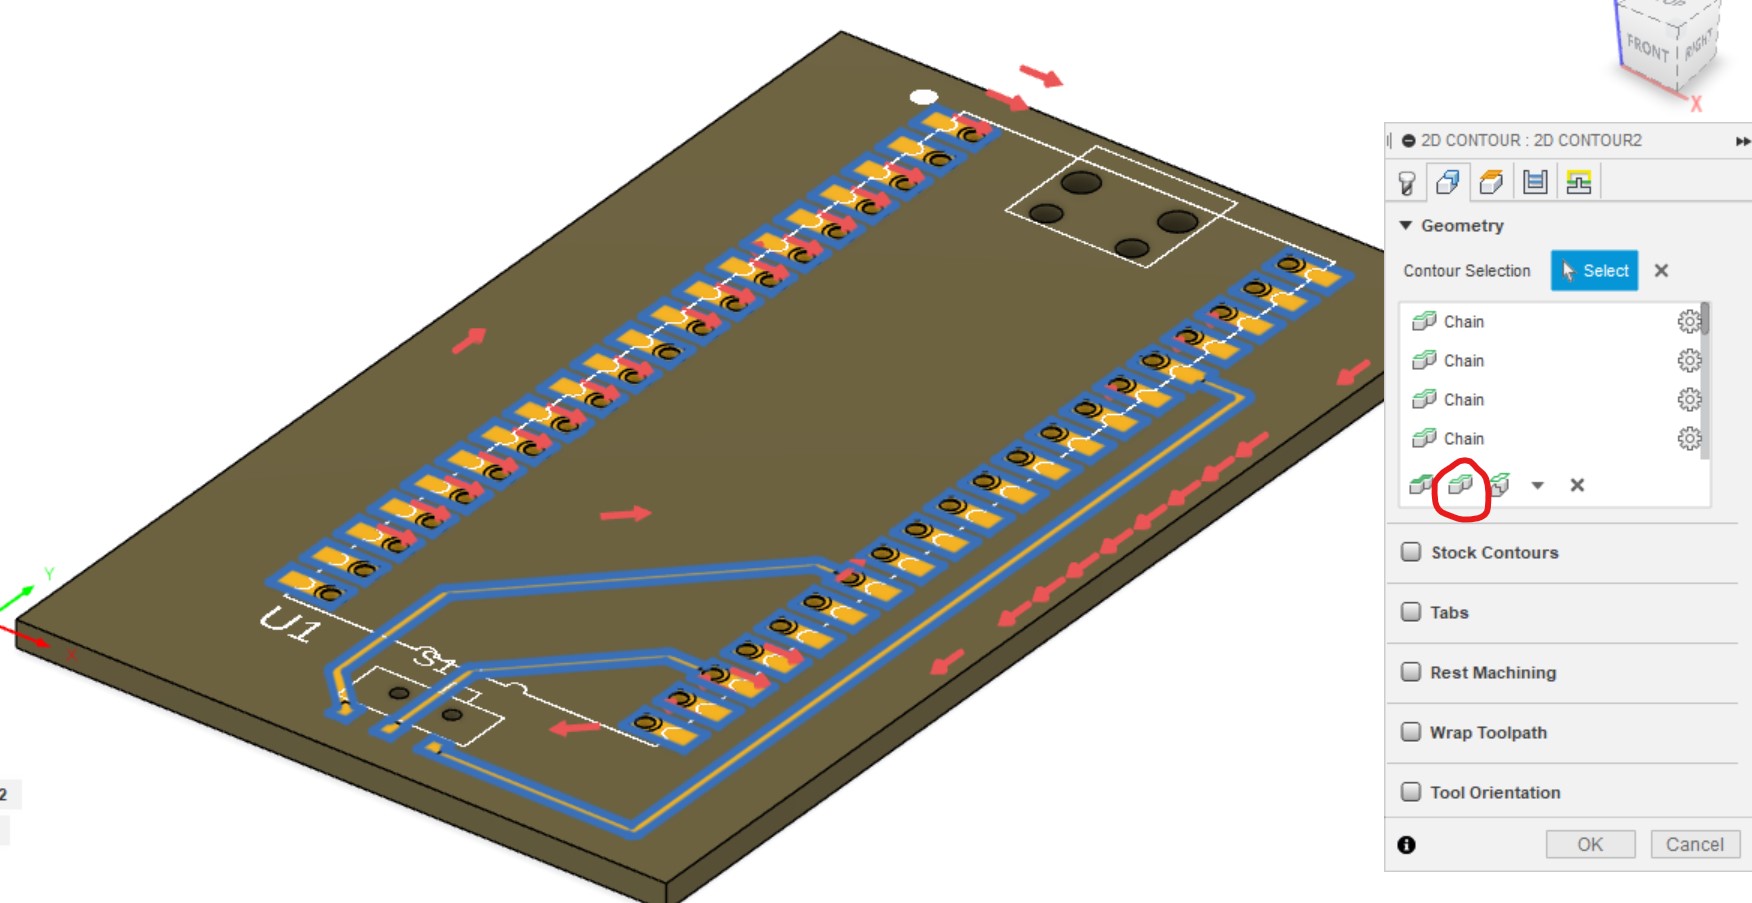 TOP
FRONT
RIGHT
X
2D CONTOUR : 2D CONTOUR2
Geometry
Contour Selection
Select
Chain
Chain
Chain
Chain
Stock Contours
Tabs
Rest Machining
Wrap Toolpath
Tool Orientation
OK
Cancel
Y
X
U1
S1
2